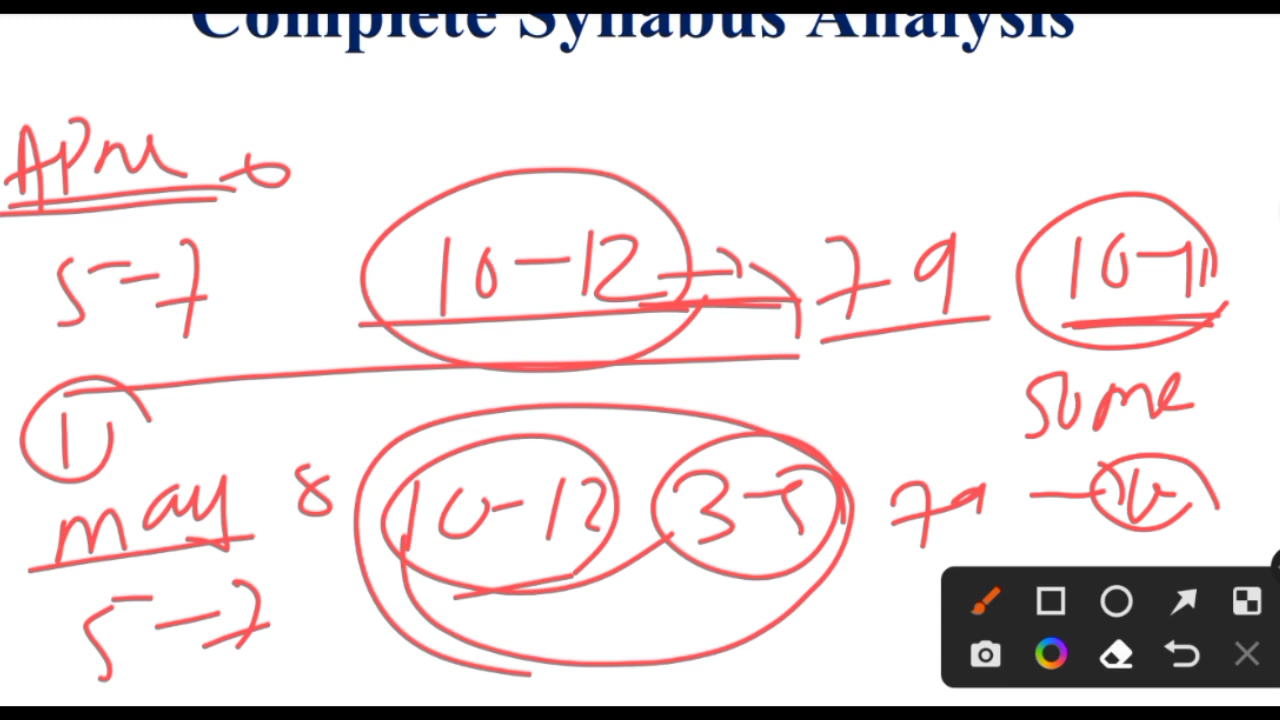 Complete Syllabus Analysis
APril 6
5-7 10-12 → 7-9 10-11
1 some
may 8 10-12 3-5 7-9
5-7